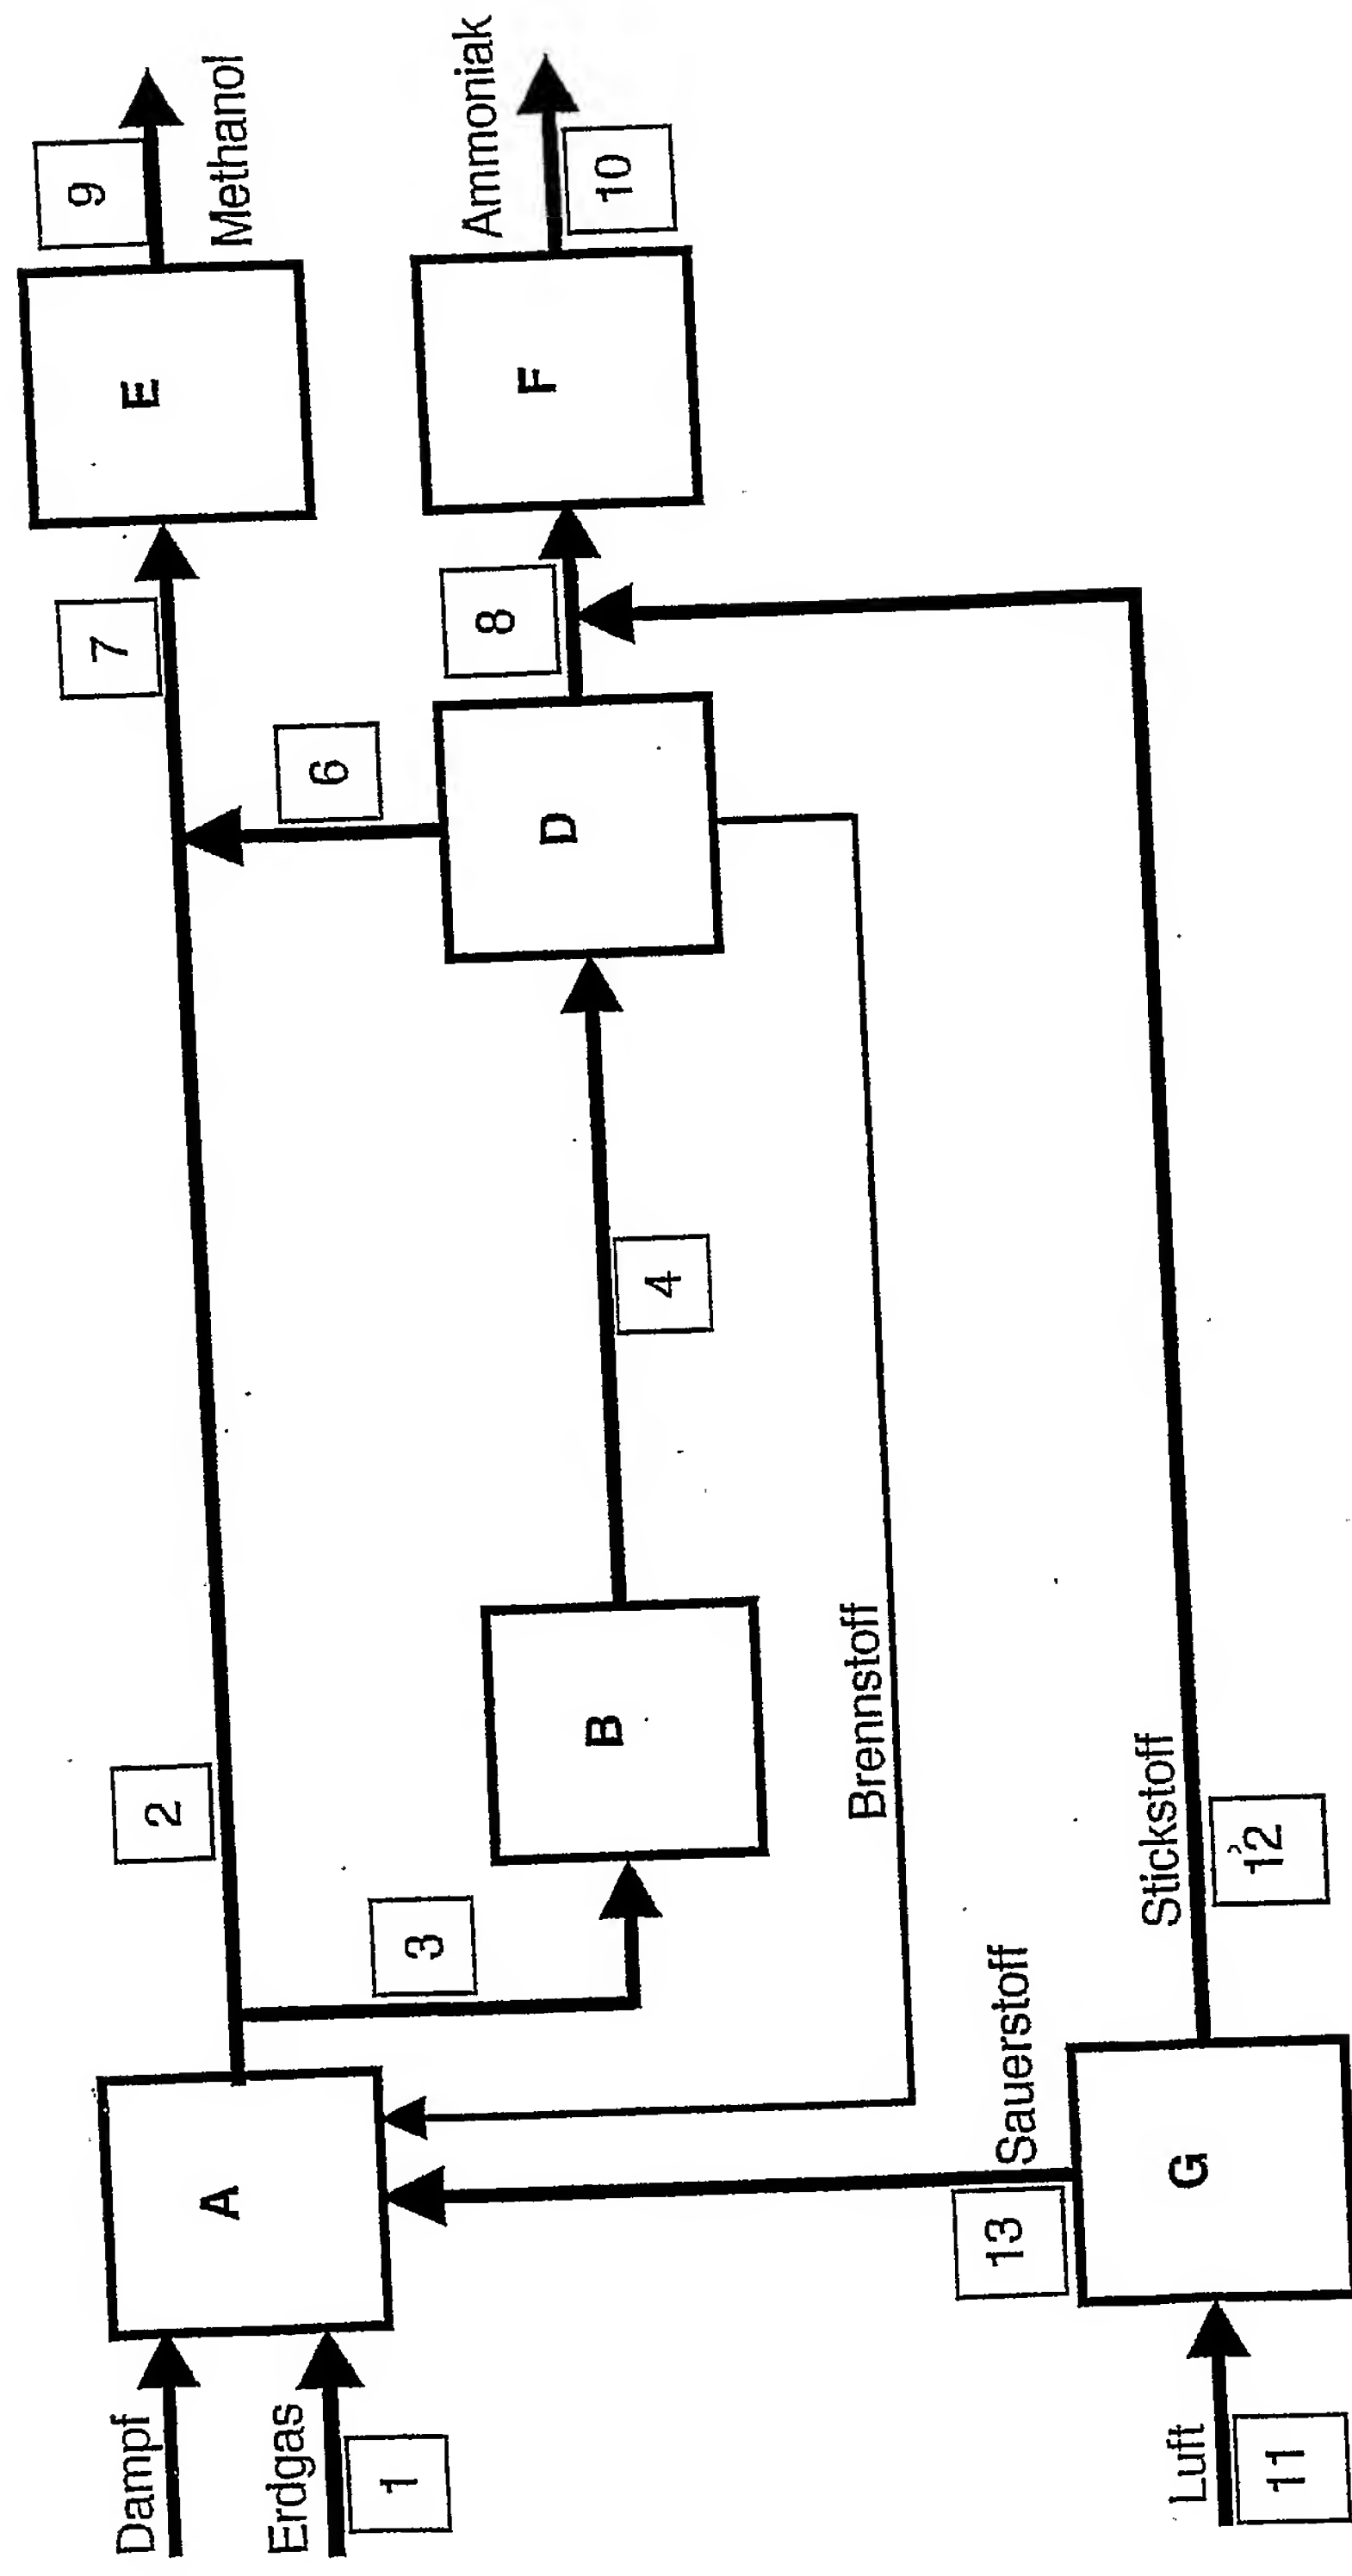 Dampf
Erdgas
1
A
2
3
B
4
D
6
7
8
E
9
Methanol
F
10
Ammoniak
Brennstoff
Luft
11
G
13
Sauerstoff
12
Stickstoff